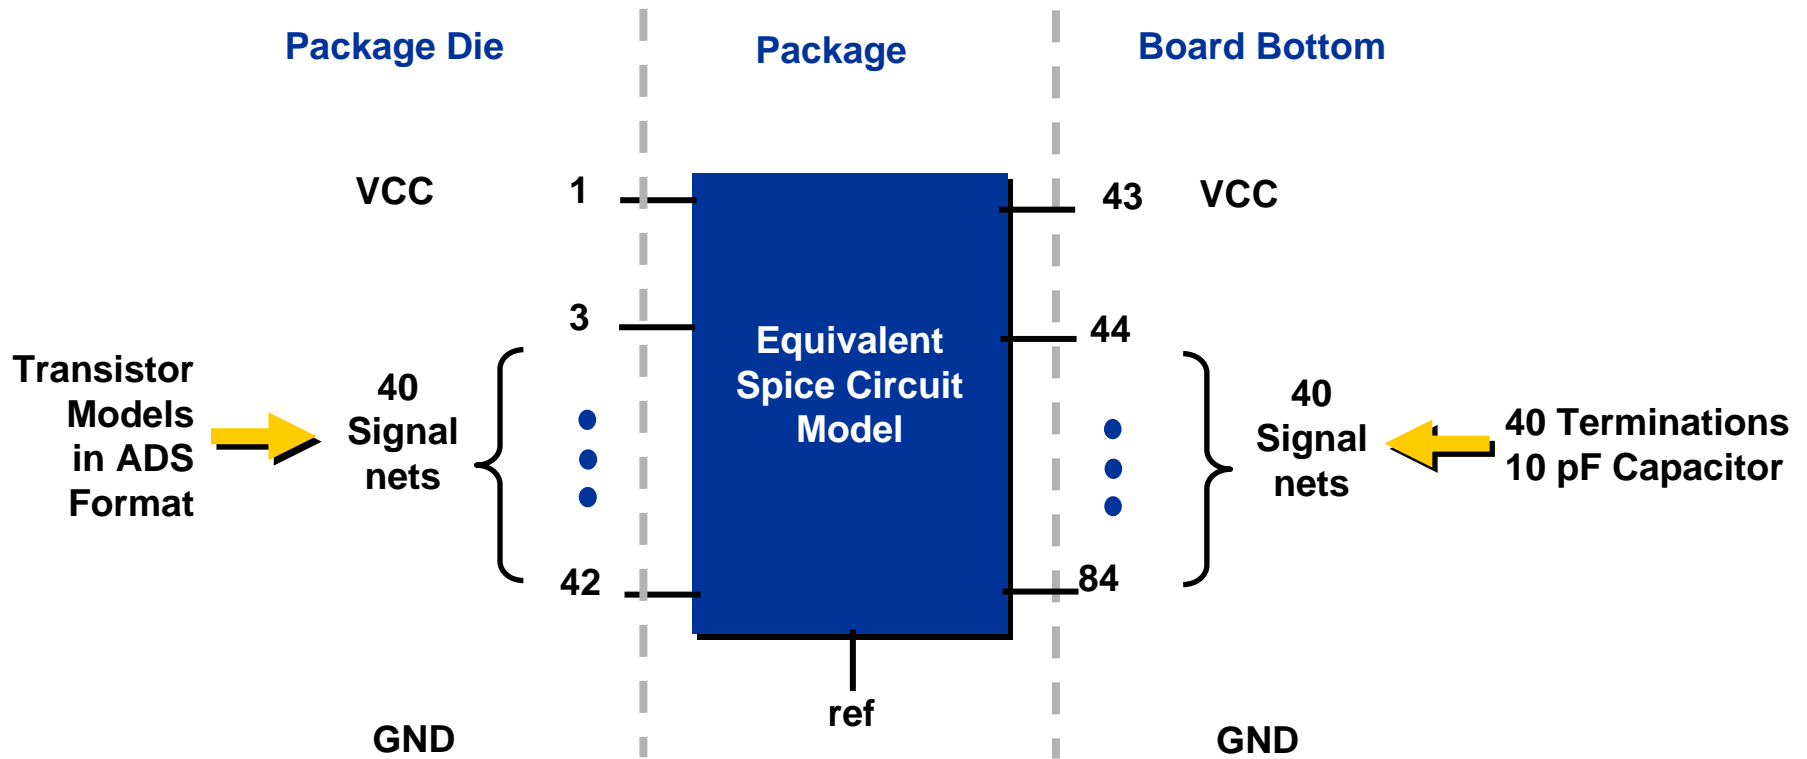 Package Die
Package
Board Bottom
VCC
1
43
VCC
3
44
Transistor
Models
in ADS
Format
40
Signal
nets
Equivalent
Spice Circuit
Model
40
Signal
nets
40 Terminations
10 pF Capacitor
42
84
ref
GND
GND